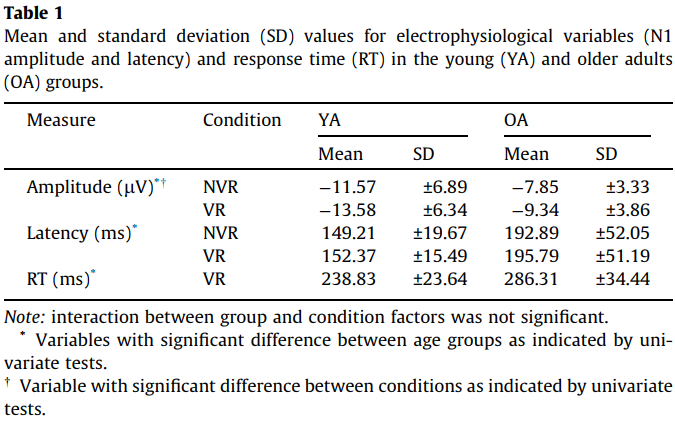 Table 1
Mean and standard deviation (SD) values for electrophysiological variables (N1
amplitude and latency) and response time (RT) in the young (YA) and older adults
(OA) groups.
Measure Condition YA OA
Mean SD Mean SD
Amplitude (μV)*† NVR −11.57 ±6.89 −7.85 ±3.33
VR −13.58 ±6.34 −9.34 ±3.86
Latency (ms)* NVR 149.21 ±19.67 192.89 ±52.05
VR 152.37 ±15.49 195.79 ±51.19
RT (ms)* VR 238.83 ±23.64 286.31 ±34.44
Note: interaction between group and condition factors was not significant.
* Variables with significant difference between age groups as indicated by uni-
variate tests.
† Variable with significant difference between conditions as indicated by univariate
tests.